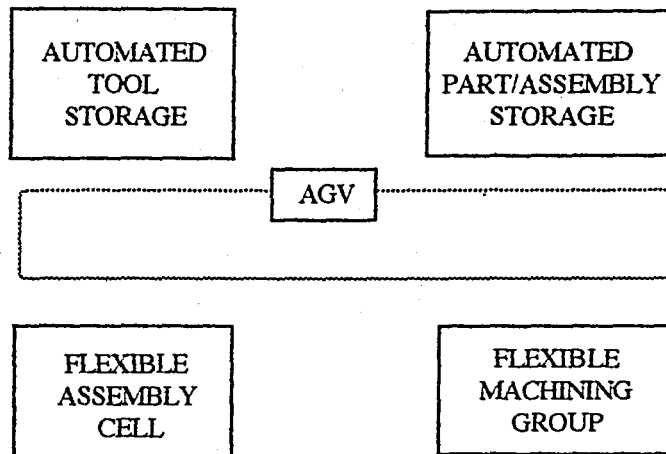 AUTOMATED
TOOL
STORAGE
AUTOMATED
PART/ASSEMBLY
STORAGE
AGV
FLEXIBLE
ASSEMBLY
CELL
FLEXIBLE
MACHINING
GROUP